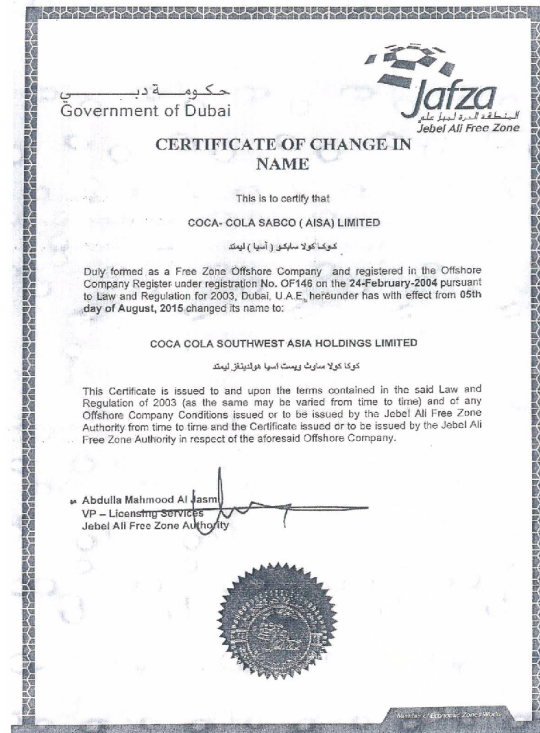 حكومة دبي
Government of Dubai
Jafza
المنطقة الحرة لجبل علي
Jebel Ali Free Zone
CERTIFICATE OF CHANGE IN
NAME
This is to certify that
COCA- COLA SABCO ( AISA) LIMITED
كوكا كولا سابكو ( آسيا ) ليمتد
Duly formed as a Free Zone Offshore Company and registered in the Offshore
Company Register under registration No. OF146 on the 24-February-2004 pursuant
to Law and Regulation for 2003, Dubai, U.A.E, hereunder has with effect from 05th
day of August, 2015 changed its name to:
COCA COLA SOUTHWEST ASIA HOLDINGS LIMITED
كوكا كولا ساوث ويست اسيا هولدينغز ليمتد
This Certificate is issued to and upon the terms contained in the said Law and
Regulation of 2003 (as the same may be varied from time to time) and of any
Offshore Company Conditions issued or to be issued by the Jebel Ali Free Zone
Authority from time to time and the Certificate issued or to be issued by the Jebel Ali
Free Zone Authority in respect of the aforesaid Offshore Company.
Abdulla Mahmood Al Jasmi
VP – Licensing Services
Jebel Ali Free Zone Authority
Member of Economic Zones World